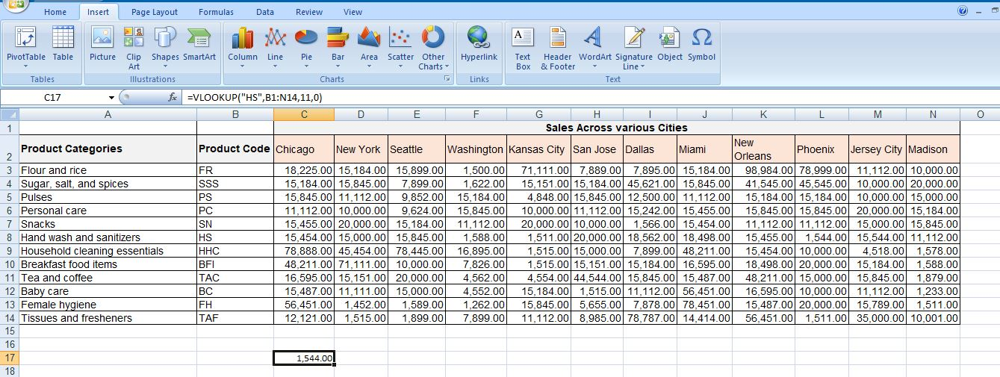 Home Insert Page Layout Formulas Data Review View
PivotTable Table Picture Clip Art Shapes SmartArt Column Line Pie Bar Area Scatter Other Charts Hyperlink Text Box Header & Footer WordArt Signature Line Object Symbol
Tables Illustrations Charts Links Text
C17 fx =VLOOKUP("HS",B1:N14,11,0)
A B C D E F G H I J K L M N O
1 Sales Across various Cities
2 Product Categories Product Code Chicago New York Seattle Washington Kansas City San Jose Dallas Miami New Orleans Phoenix Jersey City Madison
3 Flour and rice FR 18,225.00 15,184.00 15,899.00 1,500.00 71,111.00 7,889.00 7,895.00 15,184.00 98,984.00 78,999.00 11,112.00 10,000.00
4 Sugar, salt, and spices SSS 15,184.00 15,845.00 7,899.00 1,622.00 15,151.00 15,184.00 45,621.00 15,845.00 41,545.00 45,545.00 10,000.00 20,000.00
5 Pulses PS 15,845.00 11,112.00 9,852.00 15,184.00 4,848.00 15,845.00 12,500.00 11,112.00 15,184.00 15,184.00 10,000.00 15,000.00
6 Personal care PC 11,112.00 10,000.00 9,624.00 15,845.00 10,000.00 11,112.00 15,242.00 15,455.00 15,845.00 15,845.00 20,000.00 15,184.00
7 Snacks SN 15,455.00 20,000.00 15,184.00 11,112.00 20,000.00 10,000.00 1,566.00 15,454.00 11,112.00 11,112.00 15,000.00 15,845.00
8 Hand wash and sanitizers HS 15,454.00 15,000.00 15,845.00 1,588.00 1,511.00 20,000.00 18,562.00 18,498.00 15,455.00 1,544.00 15,544.00 11,112.00
9 Household cleaning essentials HHC 78,888.00 45,454.00 78,445.00 16,895.00 1,515.00 15,000.00 7,899.00 48,211.00 15,454.00 10,000.00 4,518.00 1,578.00
10 Breakfast food items BFI 48,211.00 71,111.00 10,000.00 7,826.00 1,515.00 15,151.00 15,184.00 16,595.00 18,498.00 20,000.00 15,184.00 1,588.00
11 Tea and coffee TAC 16,595.00 15,151.00 20,000.00 4,562.00 4,554.00 44,544.00 15,845.00 15,487.00 48,211.00 15,000.00 15,845.00 1,879.00
12 Baby care BC 15,487.00 11,111.00 15,000.00 4,552.00 15,184.00 1,515.00 11,112.00 56,451.00 16,595.00 10,000.00 11,112.00 1,233.00
13 Female hygiene FH 56,451.00 1,452.00 1,589.00 1,262.00 15,845.00 5,655.00 7,878.00 78,451.00 15,487.00 20,000.00 15,789.00 1,511.00
14 Tissues and fresheners TAF 12,121.00 1,515.00 1,899.00 7,899.00 11,112.00 8,985.00 78,787.00 14,414.00 56,451.00 1,511.00 35,000.00 10,001.00
15
16
17 1,544.00
18